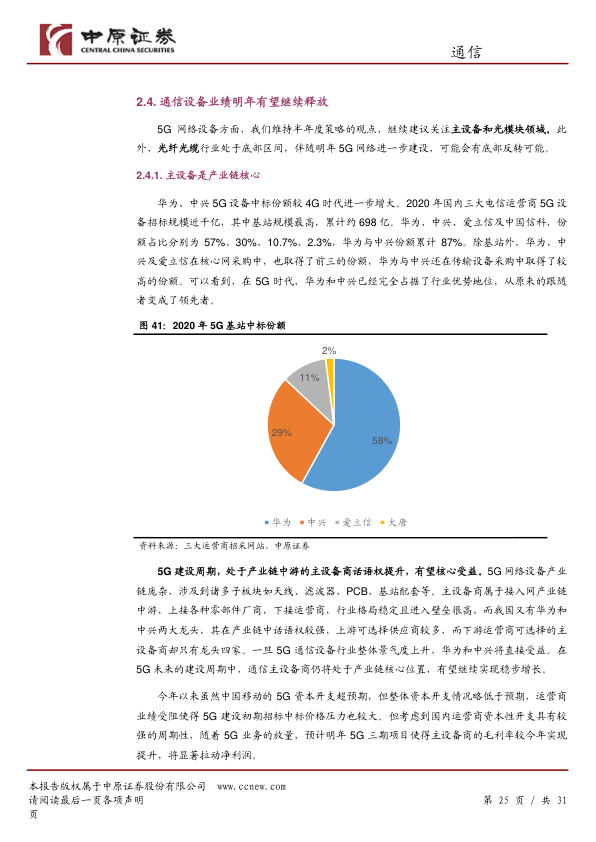 中原证券
CENTRAL CHINA SECURITIES
通信
2.4. 通信设备业绩明年有望继续释放
5G 网络设备方面，我们维持半年度策略的观点，继续建议关注主设备和光模块领域。此
外，光纤光缆行业处于底部区间，伴随明年 5G 网络进一步建设，可能会有底部反转可能。
2.4.1. 主设备是产业链核心
华为、中兴 5G 设备中标份额较 4G 时代进一步增大。2020 年国内三大电信运营商 5G 设
备招标规模近千亿，其中基站规模最高，累计约 698 亿。华为、中兴、爱立信及中国信科，份
额占比分别为 57%、30%、10.7%、2.3%，华为与中兴份额累计 87%。除基站外，华为、中
兴及爱立信在核心网采购中，也取得了前三的份额，华为与中兴还在传输设备采购中取得了较
高的份额。可以看到，在 5G 时代，华为和中兴已经完全占据了行业优势地位，从原来的跟随
者变成了领先者。
图 41：2020 年 5G 基站中标份额
2%
11%
29%
58%
华为 中兴 爱立信 大唐
资料来源：三大运营商招采网站，中原证券
5G 建设周期，处于产业链中游的主设备商话语权提升，有望核心受益。5G 网络设备产业
链庞杂，涉及到诸多子板块如天线、滤波器、PCB、基站配套等。主设备商属于接入网产业链
中游，上接各种零部件厂商，下接运营商，行业格局稳定且进入壁垒很高，而我国又有华为和
中兴两大龙头，其在产业链中话语权较强，上游可选择供应商较多，而下游运营商可选择的主
设备商却只有龙头四家。一旦 5G 通信设备行业整体景气度上升，华为和中兴将直接受益。在
5G 未来的建设周期中，通信主设备商仍将处于产业链核心位置，有望继续实现稳步增长。
今年以来虽然中国移动的 5G 资本开支超预期，但整体资本开支情况略低于预期，运营商
业绩受阻使得 5G 建设初期招标中标价格压力也较大。但考虑到国内运营商资本性开支具有较
强的周期性，随着 5G 业务的放量，预计明年 5G 三期项目使得主设备商的毛利率较今年实现
提升，将显著拉动净利润。
本报告版权属于中原证券股份有限公司 www.ccnew.com
请阅读最后一页各项声明 第 25 页 / 共 31
页